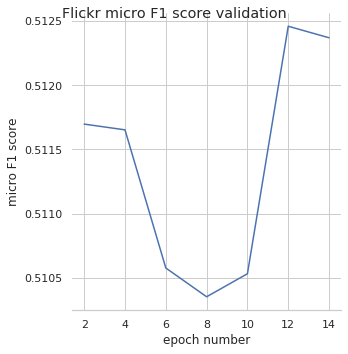 Flickr micro F1 score validation
0.5125
0.5120
0.5115
0.5110
0.5105
micro F1 score
2 4 6 8 10 12 14
epoch number